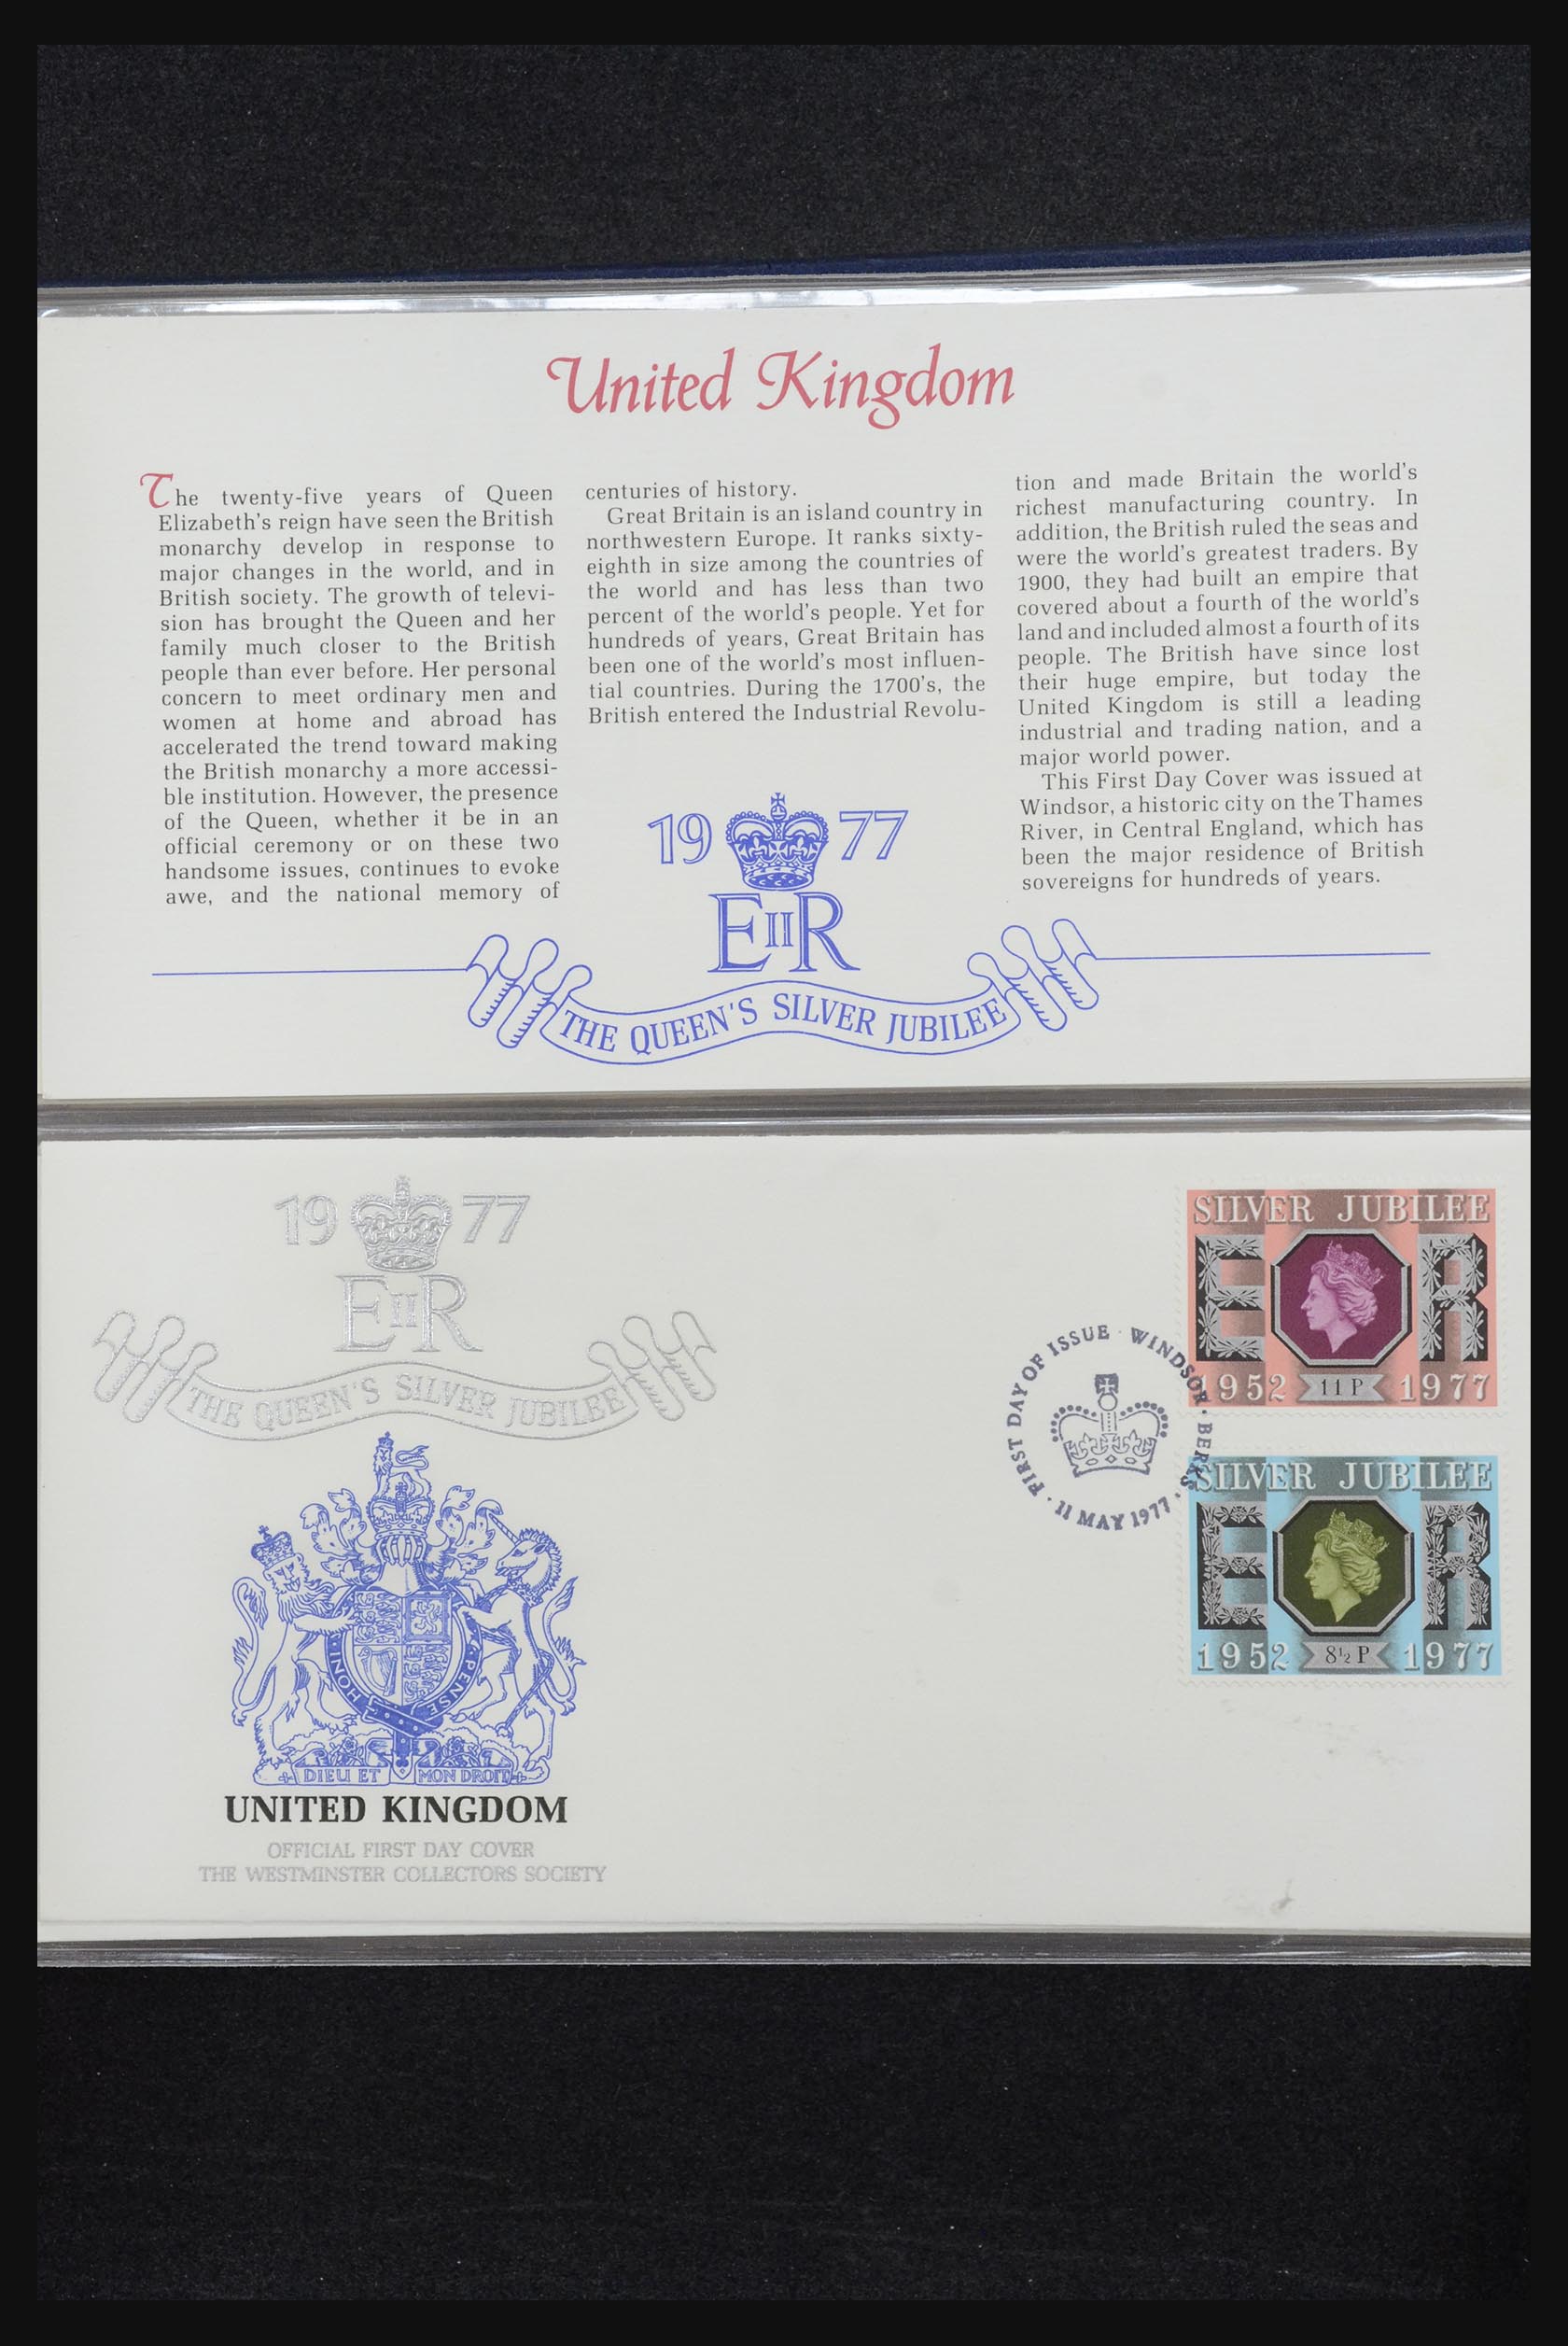 United Kingdom
The twenty-five years of Queen
Elizabeth's reign have seen the British
monarchy develop in response to
major changes in the world, and in
British society. The growth of televi-
sion has brought the Queen and her
family much closer to the British
people than ever before. Her personal
concern to meet ordinary men and
women at home and abroad has
accelerated the trend toward making
the British monarchy a more accessi-
ble institution. However, the presence
of the Queen, whether it be in an
official ceremony or on these two
handsome issues, continues to evoke
awe, and the national memory of
centuries of history.
Great Britain is an island country in
northwestern Europe. It ranks sixty-
eighth in size among the countries of
the world and has less than two
percent of the world's people. Yet for
hundreds of years, Great Britain has
been one of the world's most influen-
tial countries. During the 1700's, the
British entered the Industrial Revolu-
tion and made Britain the world's
richest manufacturing country. In
addition, the British ruled the seas and
were the world's greatest traders. By
1900, they had built an empire that
covered about a fourth of the world's
land and included almost a fourth of its
people. The British have since lost
their huge empire, but today the
United Kingdom is still a leading
industrial and trading nation, and a
major world power.
This First Day Cover was issued at
Windsor, a historic city on the Thames
River, in Central England, which has
been the major residence of British
sovereigns for hundreds of years.
1977
EIIR
THE QUEEN'S SILVER JUBILEE
1977
EIIR
THE QUEEN'S SILVER JUBILEE
HONI PENSE
DIEU ET MON DROIT
UNITED KINGDOM
OFFICIAL FIRST DAY COVER
THE WESTMINSTER COLLECTORS SOCIETY
FIRST DAY OF ISSUE · WINDSOR · BERKS · 11 MAY 1977 ·
SILVER JUBILEE
E R
1952 11 P 1977
SILVER JUBILEE
E R
1952 8½ P 1977